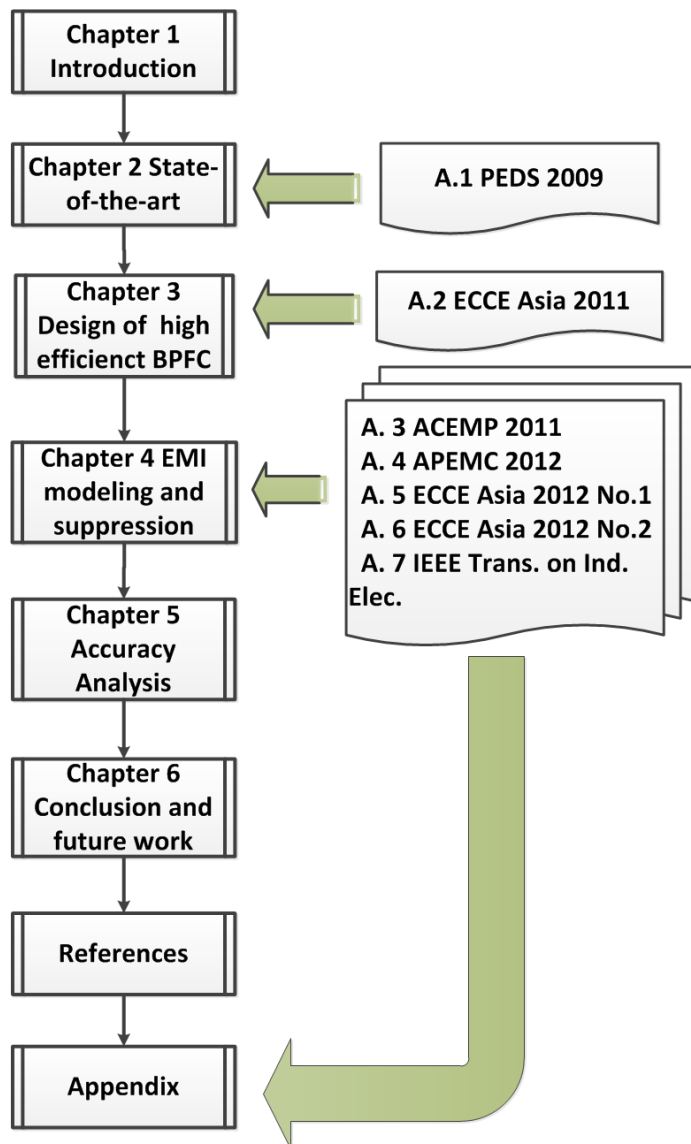 Chapter 1
Introduction
Chapter 2 State-
of-the-art
A.1 PEDS 2009
Chapter 3
Design of high
efficienct BPFC
A.2 ECCE Asia 2011
Chapter 4 EMI
modeling and
suppression
A. 3 ACEMP 2011
A. 4 APEMC 2012
A. 5 ECCE Asia 2012 No.1
A. 6 ECCE Asia 2012 No.2
A. 7 IEEE Trans. on Ind.
Elec.
Chapter 5
Accuracy
Analysis
Chapter 6
Conclusion and
future work
References
Appendix